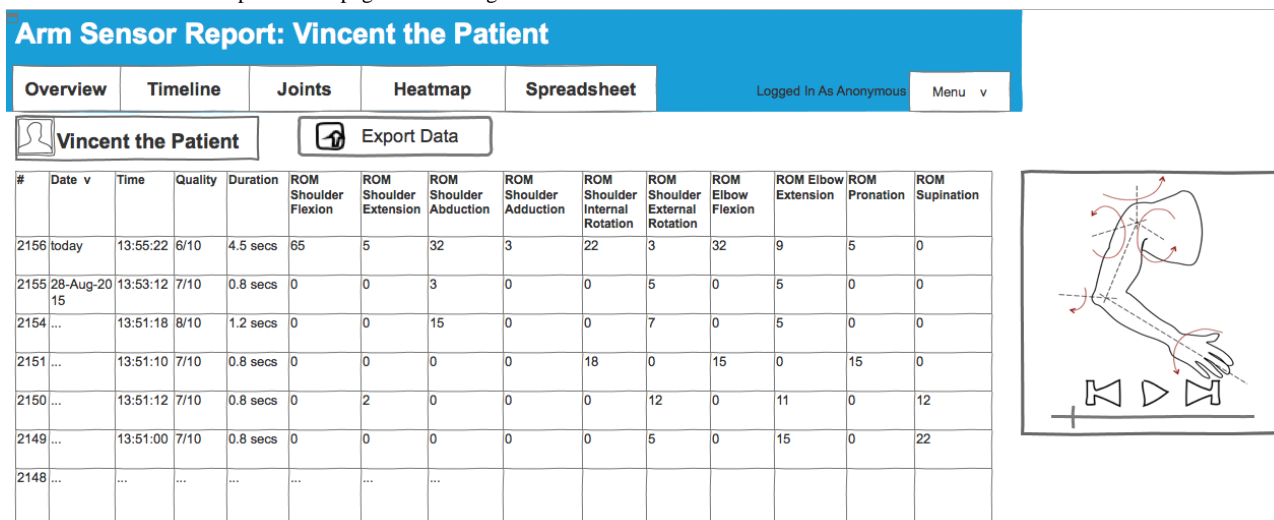 Arm Sensor Report: Vincent the Patient
Overview Timeline Joints Heatmap Spreadsheet Logged In As Anonymous Menu v
Vincent the Patient Export Data
# Date v Time Quality Duration ROM Shoulder Flexion ROM Shoulder Extension ROM Shoulder Abduction ROM Shoulder Adduction ROM Shoulder Internal Rotation ROM Shoulder External Rotation ROM Elbow Flexion ROM Elbow Extension ROM Pronation ROM Supination
2156 today 13:55:22 6/10 4.5 secs 65 5 32 3 22 3 32 9 5 0
2155 28-Aug-2015 13:53:12 7/10 0.8 secs 0 0 3 0 0 5 0 5 0 0
2154 ... 13:51:18 8/10 1.2 secs 0 0 15 0 0 7 0 5 0 0
2151 ... 13:51:10 7/10 0.8 secs 0 0 0 0 18 0 15 0 15 0
2150 ... 13:51:12 7/10 0.8 secs 0 2 0 0 0 12 0 11 0 12
2149 ... 13:51:00 7/10 0.8 secs 0 0 0 0 0 5 0 15 0 22
2148 ... ... ... ... ... ... ...